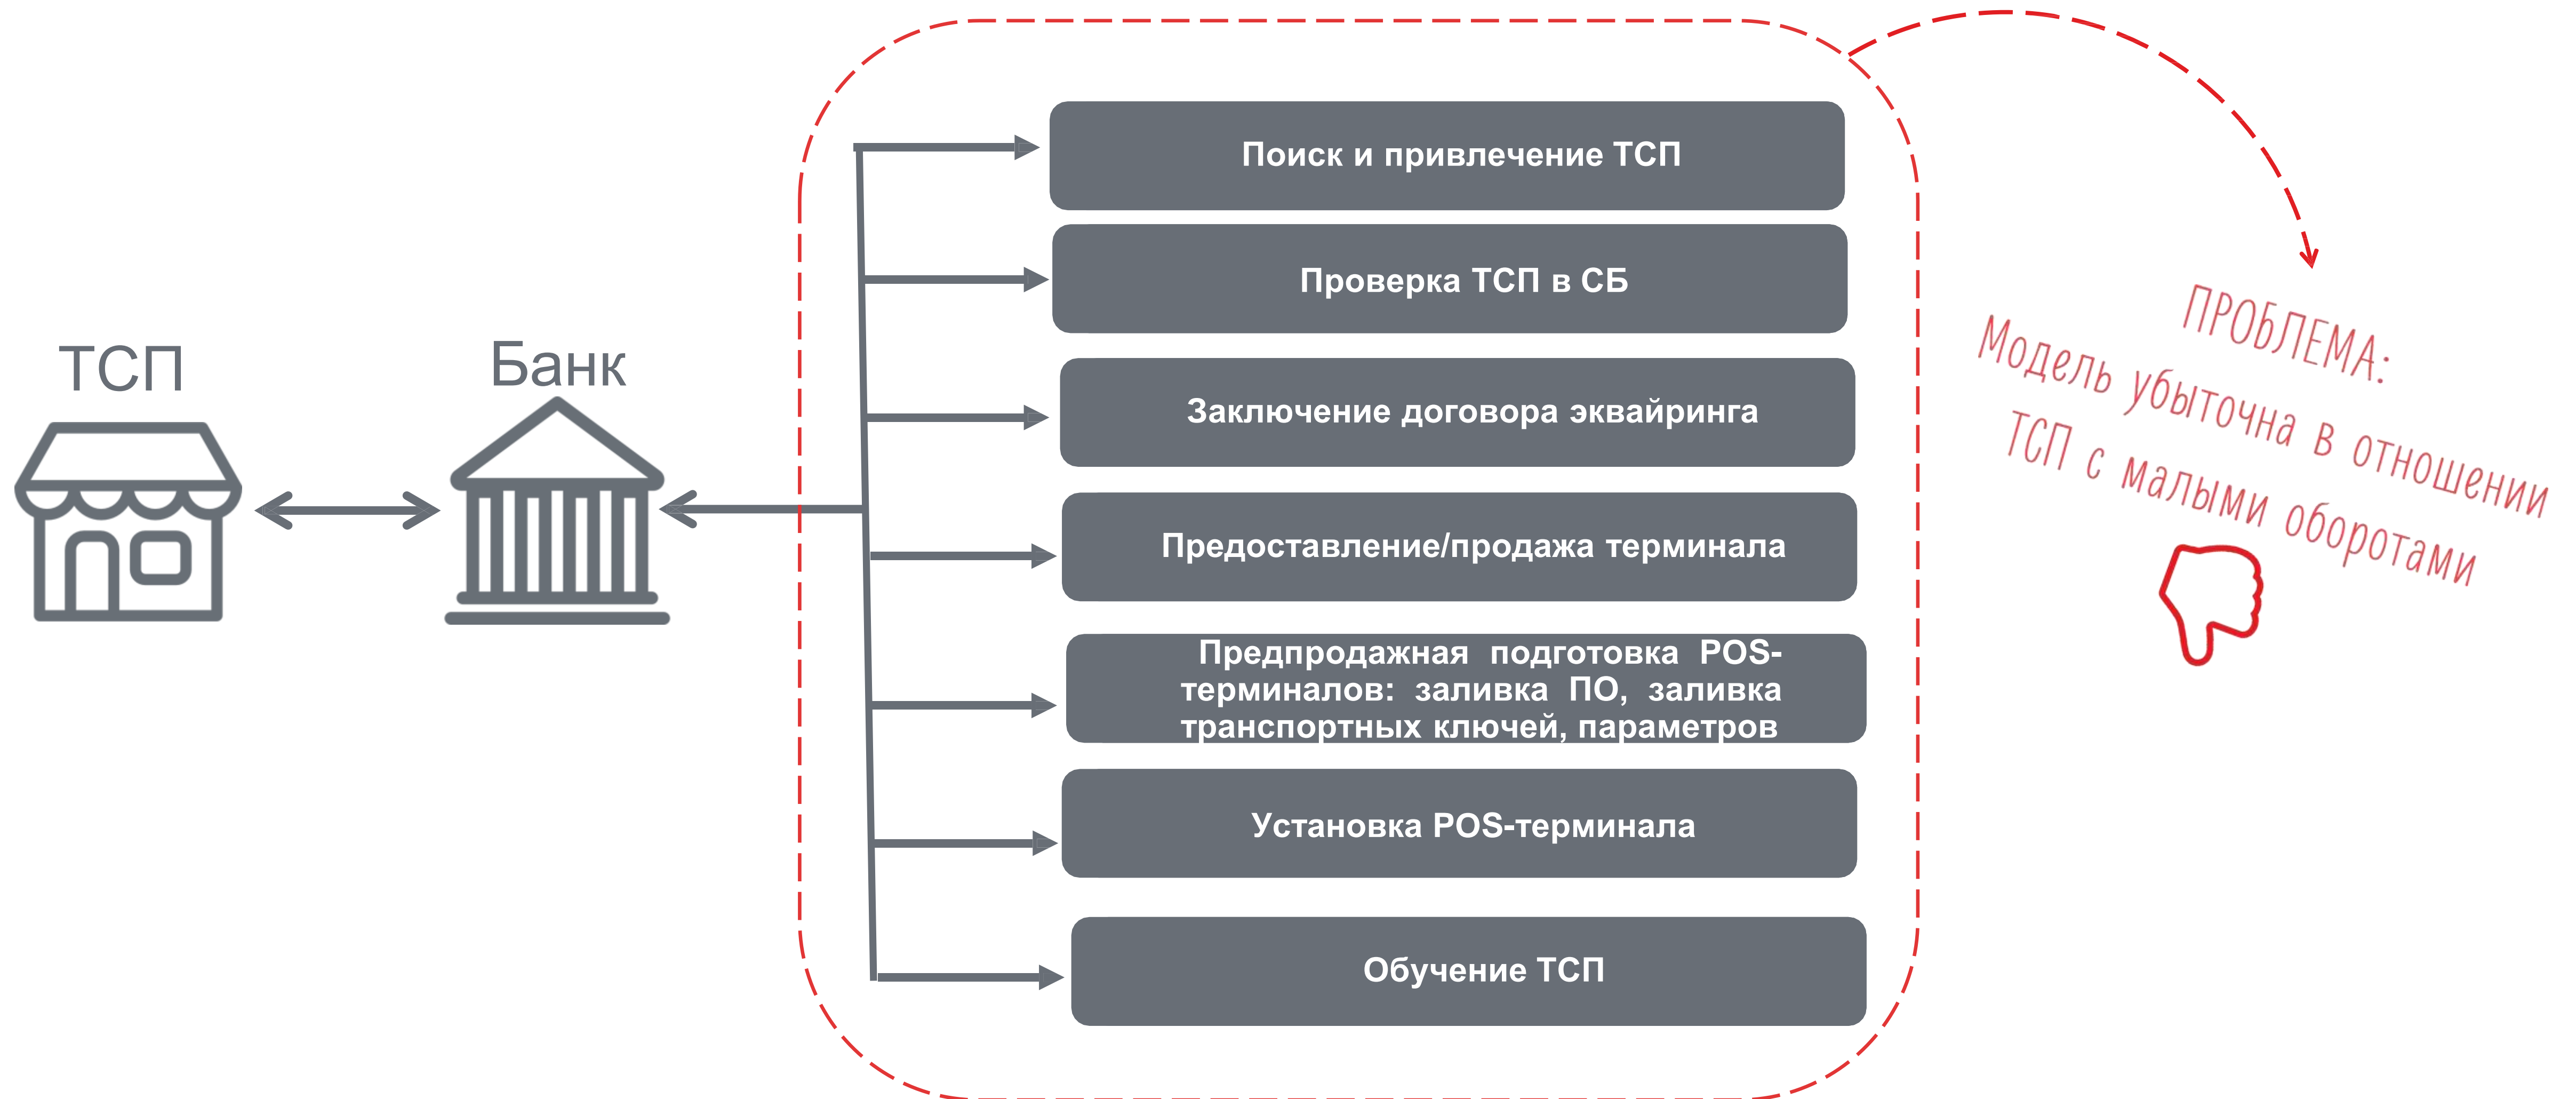 ТСП
Банк
Поиск и привлечение ТСП
Проверка ТСП в СБ
Заключение договора эквайринга
Предоставление/продажа терминала
Предпродажная подготовка POS-
терминалов: заливка ПО, заливка
транспортных ключей, параметров
Установка POS-терминала
Обучение ТСП
ПРОБЛЕМА:
Модель убыточна в отношении
ТСП с малыми оборотами